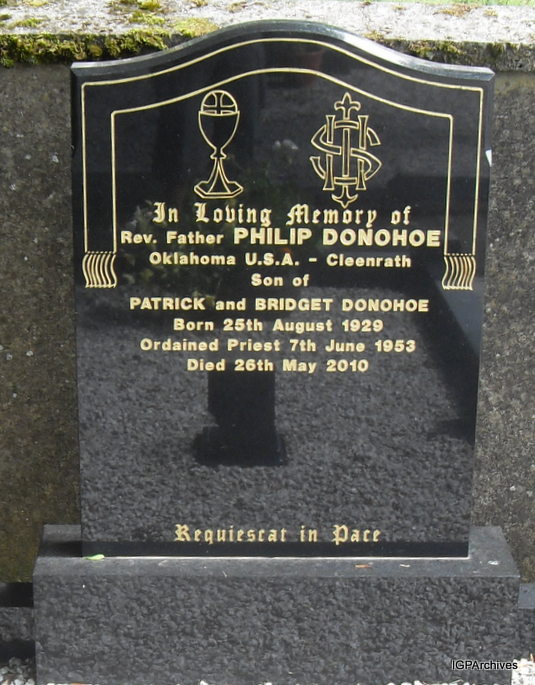 IHS
In Loving Memory of
Rev. Father PHILIP DONOHOE
Oklahoma U.S.A. - Cleenrath
Son of
PATRICK and BRIDGET DONOHOE
Born 25th August 1929
Ordained Priest 7th June 1953
Died 26th May 2010
Requiescat in Pace
IGPArchives